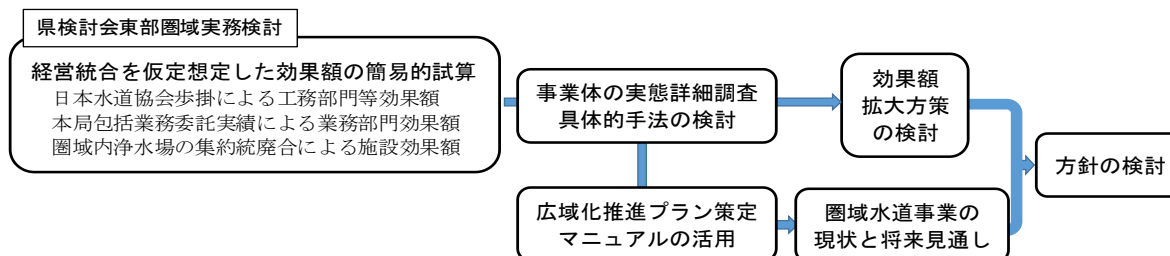 県検討会東部圏域実務検討
経営統合を仮定想定した効果額の簡易的試算
日本水道協会歩掛による工務部門等効果額
本局包括業務委託実績による業務部門効果額
圏域内浄水場の集約統廃合による施設効果額
事業体の実態詳細調査
具体的手法の検討
効果額
拡大方策
の検討
広域化推進プラン策定
マニュアルの活用
圏域水道事業の
現状と将来見通し
方針の検討